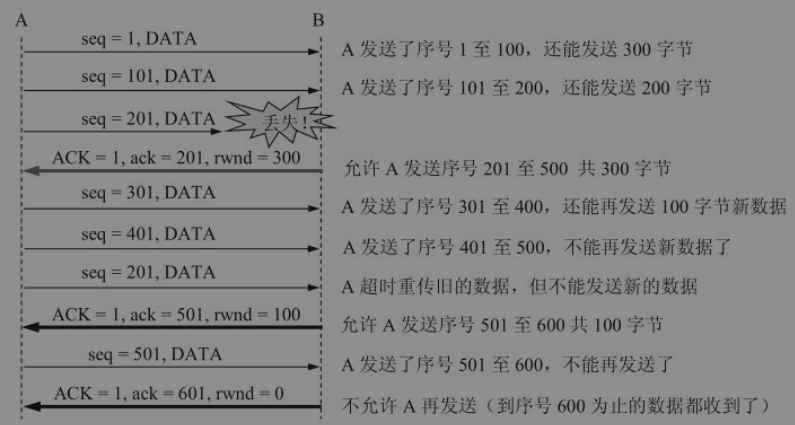 A B
seq = 1, DATA A 发送了序号 1 至 100，还能发送 300 字节
seq = 101, DATA A 发送了序号 101 至 200，还能发送 200 字节
seq = 201, DATA 丢失！
ACK = 1, ack = 201, rwnd = 300 允许 A 发送序号 201 至 500 共 300 字节
seq = 301, DATA A 发送了序号 301 至 400，还能再发送 100 字节新数据
seq = 401, DATA A 发送了序号 401 至 500，不能再发送新数据了
seq = 201, DATA A 超时重传旧的数据，但不能发送新的数据
ACK = 1, ack = 501, rwnd = 100 允许 A 发送序号 501 至 600 共 100 字节
seq = 501, DATA A 发送了序号 501 至 600，不能再发送了
ACK = 1, ack = 601, rwnd = 0 不允许 A 再发送（到序号 600 为止的数据都收到了）